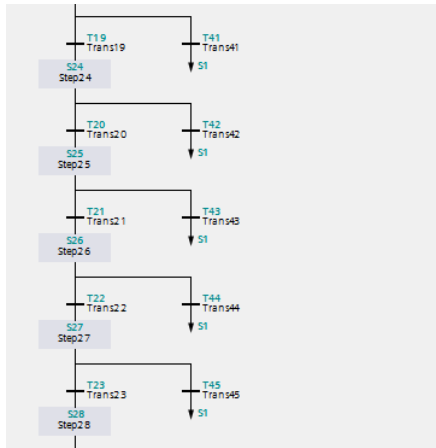 T19
Trans19
T41
Trans41
S24
Step24
S1
T20
Trans20
T42
Trans42
S25
Step25
S1
T21
Trans21
T43
Trans43
S26
Step26
S1
T22
Trans22
T44
Trans44
S27
Step27
S1
T23
Trans23
T45
Trans45
S28
Step28
S1